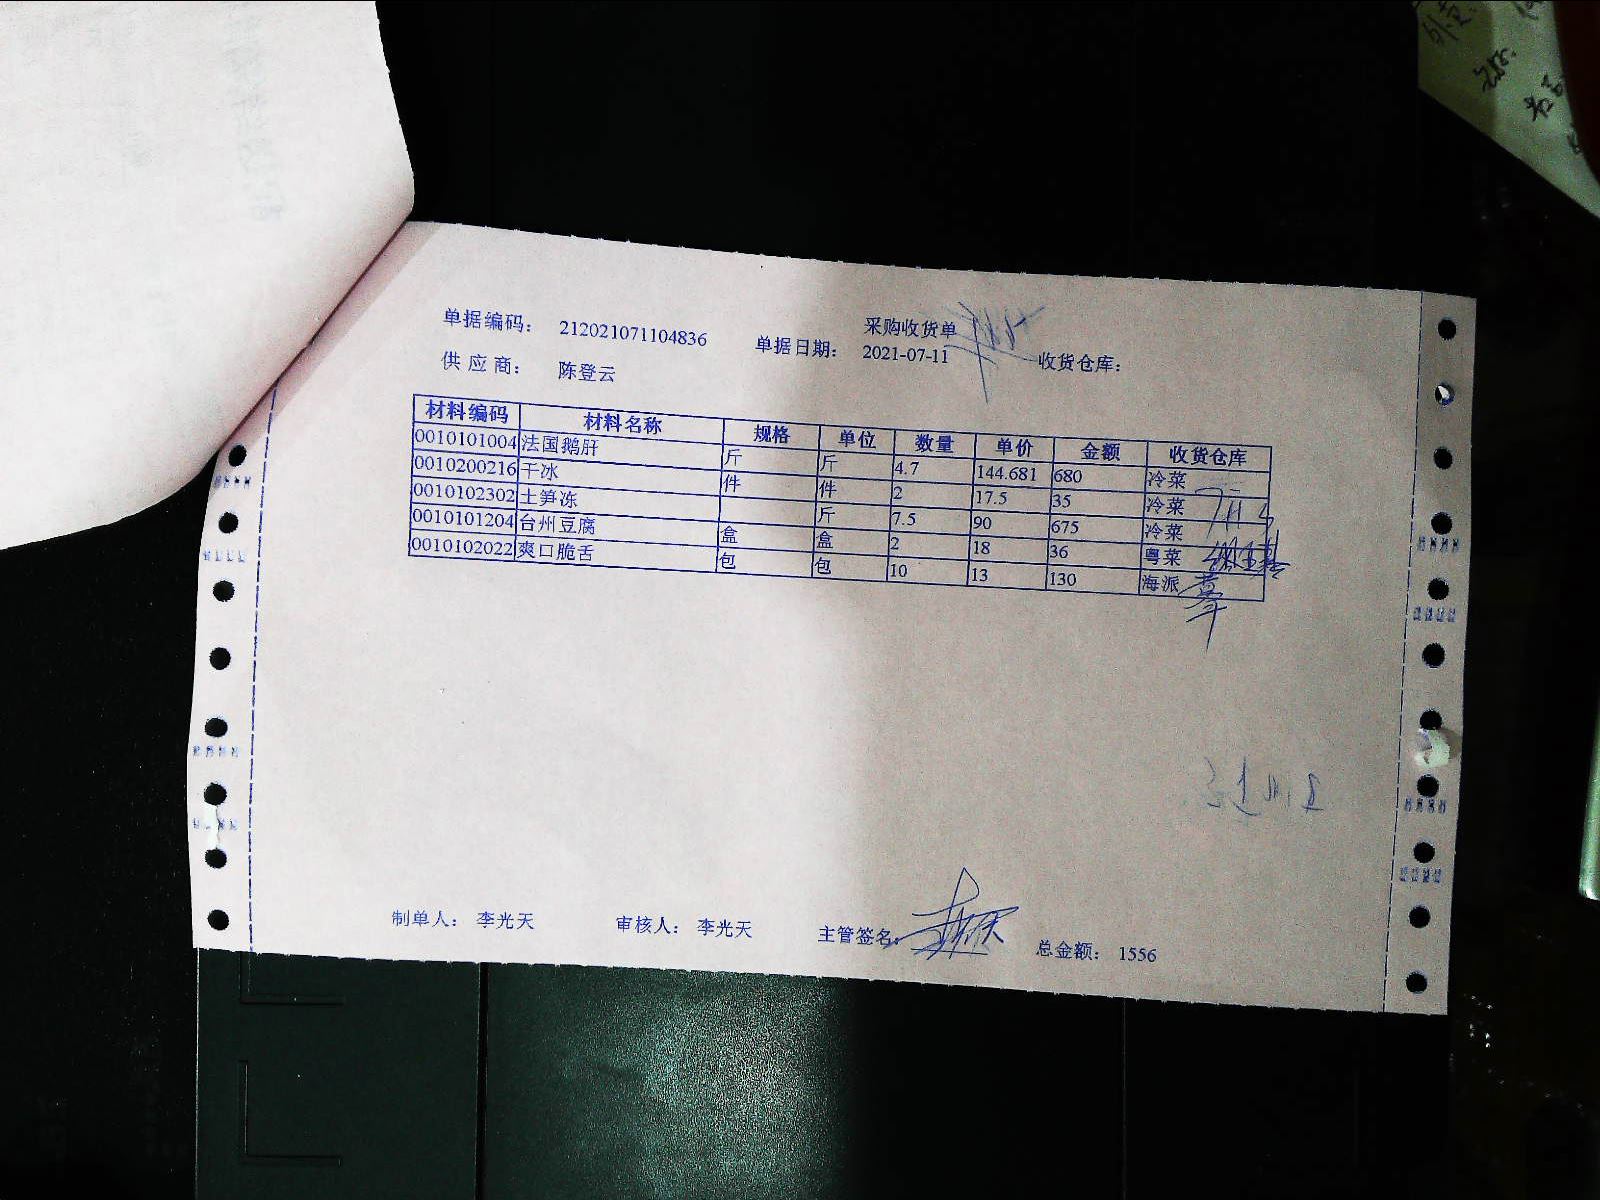 采购收货单
单据编码： 212021071104836 单据日期： 2021-07-11 收货仓库：
供应商： 陈登云
材料编码 材料名称 规格 单位 数量 单价 金额 收货仓库
0010101004 法国鹅肝 斤 斤 4.7 144.681 680 冷菜
0010200216 干冰 件 件 2 17.5 35 冷菜
0010102302 土笋冻 斤 7.5 90 675 冷菜
0010101204 台州豆腐 盒 盒 2 18 36 粤菜
0010102022 爽口脆舌 包 包 10 13 130 海派
制单人： 李光天 审核人： 李光天 主管签名： 总金额： 1556